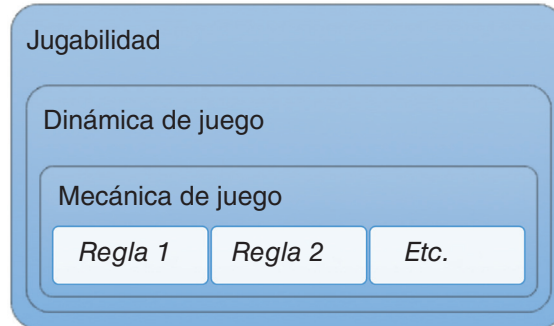 Jugabilidad
Dinámica de juego
Mecánica de juego
Regla 1 Regla 2 Etc.